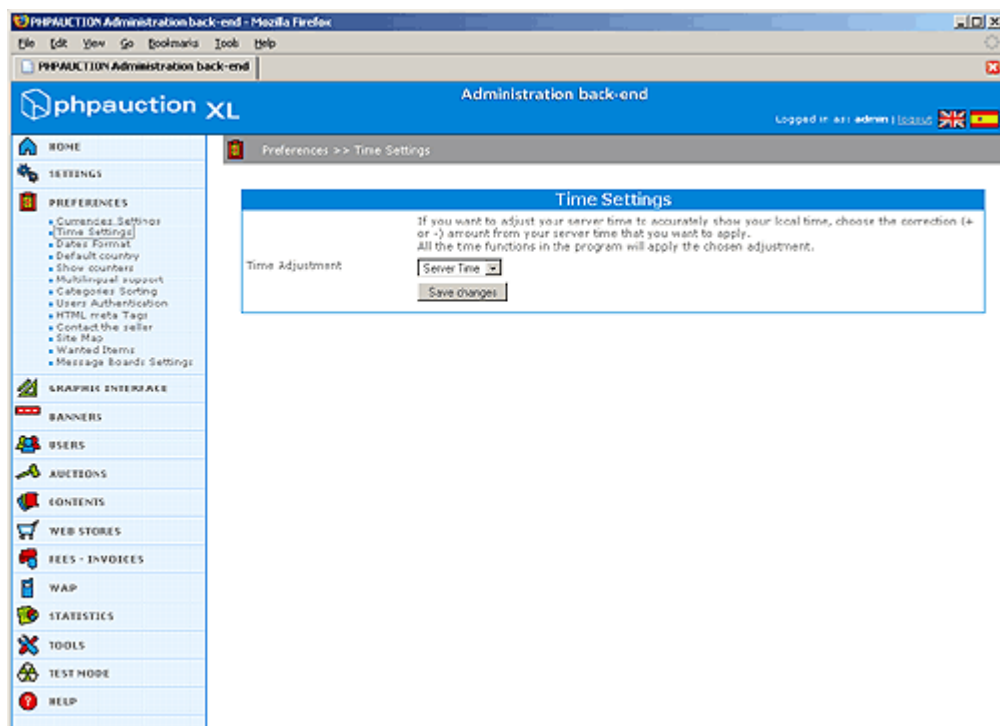 PHPAUCTION Administration back-end - Mozilla Firefox
File Edit View Go Bookmarks Tools Help
PHPAUCTION Administration back-end
phpauction XL
Administration back-end
Logged in as: admin | logout
HOME
SETTINGS
PREFERENCES
Currencies Settings
Time Settings
Dates Format
Default country
Show counters
Multilingual support
Categories Sorting
Users Authentication
HTML meta Tags
Contact the seller
Site Map
Wanted Items
Message Boards Settings
GRAPHIC INTERFACE
BANNERS
USERS
AUCTIONS
CONTENTS
WEB STORES
FEES - INVOICES
WAP
STATISTICS
TOOLS
TEST MODE
HELP
Preferences >> Time Settings
Time Settings
If you want to adjust your server time to accurately show your local time, choose the correction (+
or -) amount from your server time that you want to apply.
All the time functions in the program will apply the chosen adjustment.
Time Adjustment
Server Time
Save changes